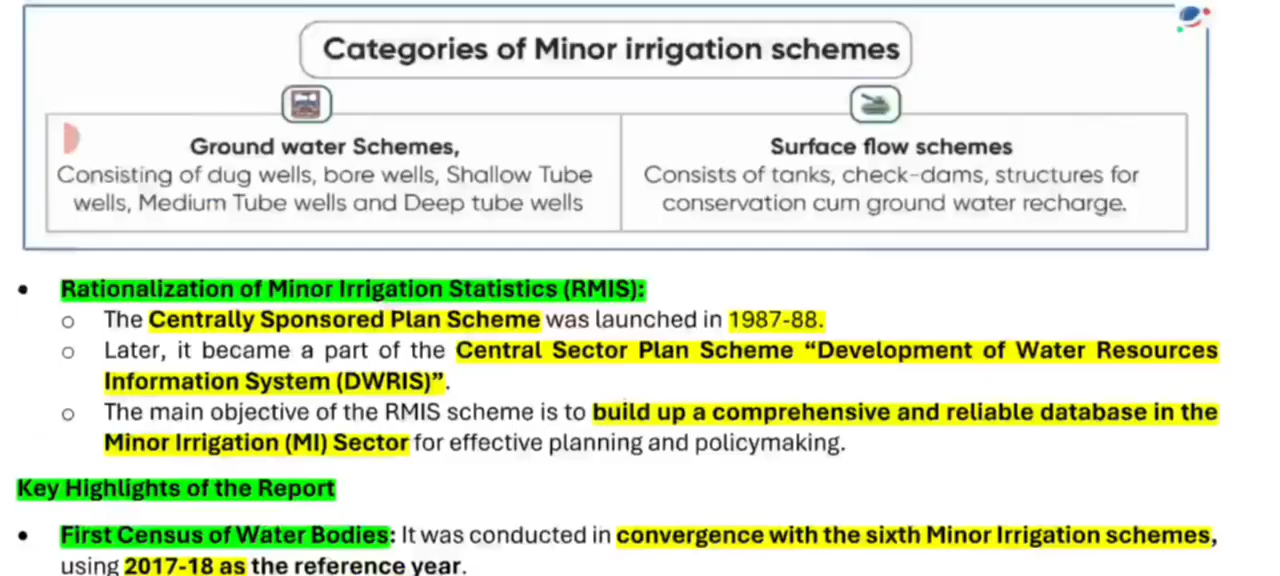 Categories of Minor irrigation schemes
Ground water Schemes,
Consisting of dug wells, bore wells, Shallow Tube
wells, Medium Tube wells and Deep tube wells
Surface flow schemes
Consists of tanks, check-dams, structures for
conservation cum ground water recharge.
• Rationalization of Minor Irrigation Statistics (RMIS):
o The Centrally Sponsored Plan Scheme was launched in 1987-88.
o Later, it became a part of the Central Sector Plan Scheme “Development of Water Resources
Information System (DWRIS)”.
o The main objective of the RMIS scheme is to build up a comprehensive and reliable database in the
Minor Irrigation (MI) Sector for effective planning and policymaking.
Key Highlights of the Report
• First Census of Water Bodies: It was conducted in convergence with the sixth Minor Irrigation schemes,
using 2017-18 as the reference year.